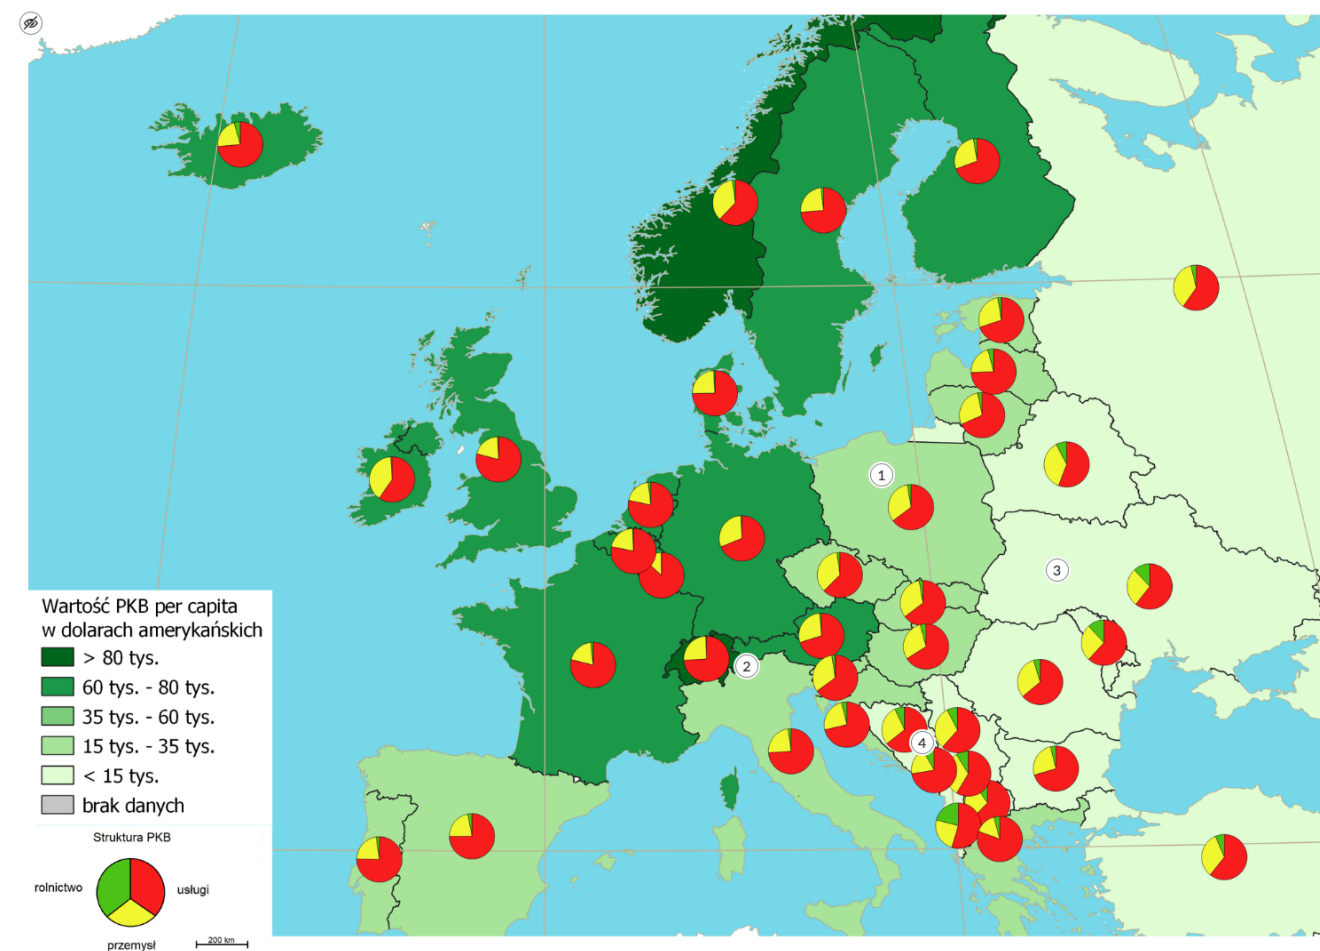 1
3
2
4
Wartość PKB per capita
w dolarach amerykańskich
> 80 tys.
60 tys. - 80 tys.
35 tys. - 60 tys.
15 tys. - 35 tys.
< 15 tys.
brak danych
Struktura PKB
rolnictwo
usługi
przemysł
200 km